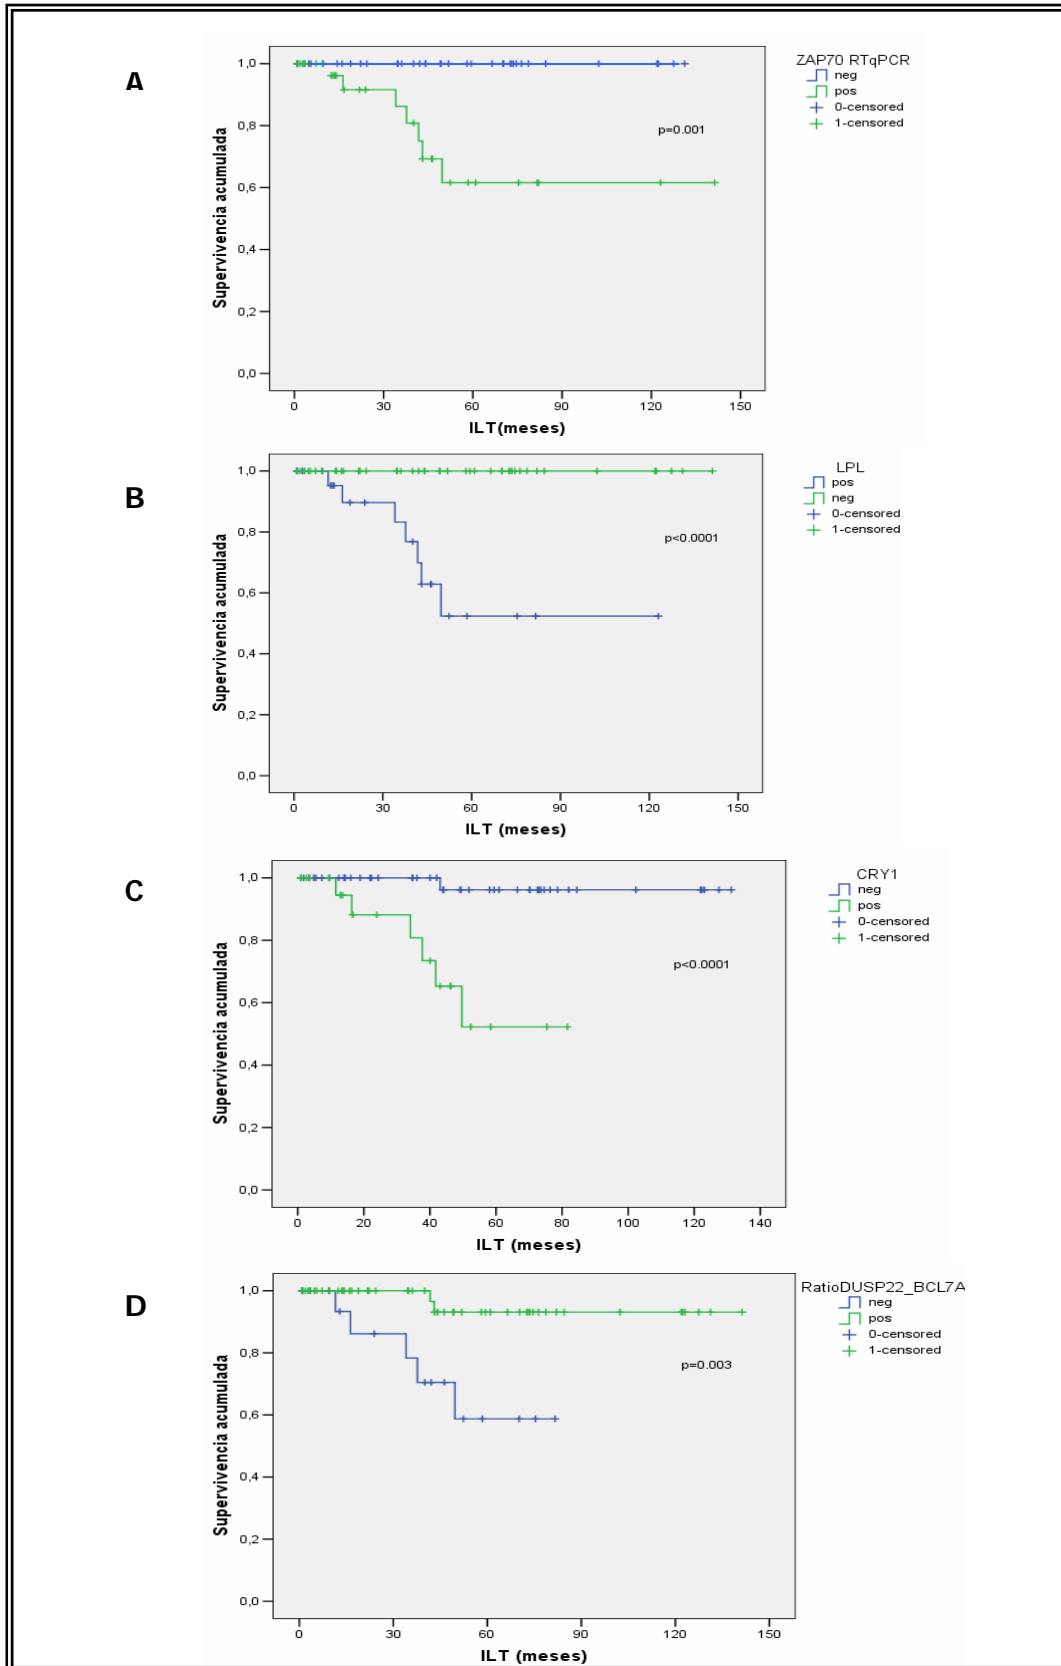 A
ZAP70 RTqPCR
neg
pos
0-censored
1-censored
p=0.001
Supervivencia acumulada
1,0
0,8
0,6
0,4
0,2
0,0
0 30 60 90 120 150
ILT(meses)
B
LPL
pos
neg
0-censored
1-censored
p<0.0001
Supervivencia acumulada
1,0
0,8
0,6
0,4
0,2
0,0
0 30 60 90 120 150
ILT (meses)
C
CRY1
neg
pos
0-censored
1-censored
p<0.0001
Supervivencia acumulada
1,0
0,8
0,6
0,4
0,2
0,0
0 20 40 60 80 100 120 140
ILT (meses)
D
RatioDUSP22_BCL7A
neg
pos
0-censored
1-censored
p=0.003
Supervivencia acumulada
1,0
0,8
0,6
0,4
0,2
0,0
0 30 60 90 120 150
ILT (meses)